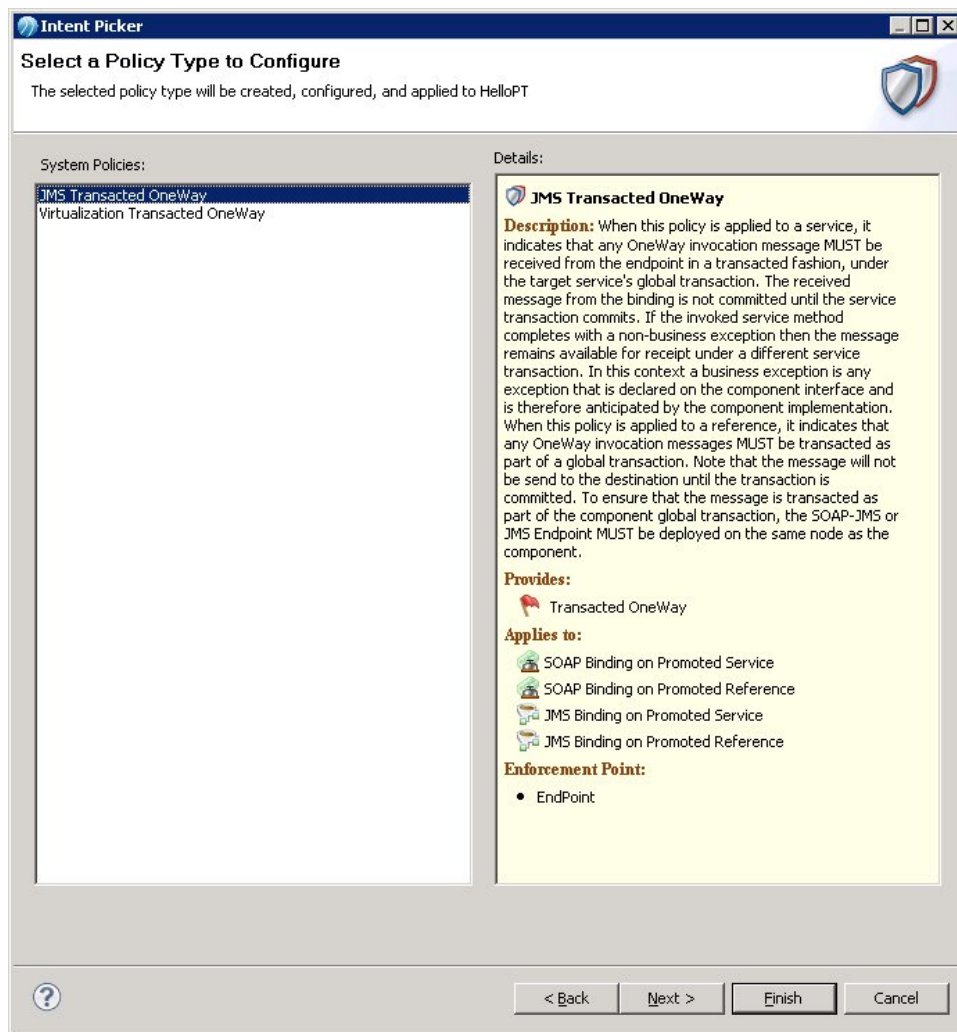 Intent Picker
Select a Policy Type to Configure
The selected policy type will be created, configured, and applied to HelloPT
System Policies:
JMS Transacted OneWay
Virtualization Transacted OneWay
Details:
JMS Transacted OneWay
Description: When this policy is applied to a service, it
indicates that any OneWay invocation message MUST be
received from the endpoint in a transacted fashion, under
the target service's global transaction. The received
message from the binding is not committed until the service
transaction commits. If the invoked service method
completes with a non-business exception then the message
remains available for receipt under a different service
transaction. In this context a business exception is any
exception that is declared on the component interface and
is therefore anticipated by the component implementation.
When this policy is applied to a reference, it indicates that
any OneWay invocation messages MUST be transacted as
part of a global transaction. Note that the message will not
be send to the destination until the transaction is
committed. To ensure that the message is transacted as
part of the component global transaction, the SOAP-JMS or
JMS Endpoint MUST be deployed on the same node as the
component.
Provides:
Transacted OneWay
Applies to:
SOAP Binding on Promoted Service
SOAP Binding on Promoted Reference
JMS Binding on Promoted Service
JMS Binding on Promoted Reference
Enforcement Point:
• EndPoint
?
< Back
Next >
Finish
Cancel